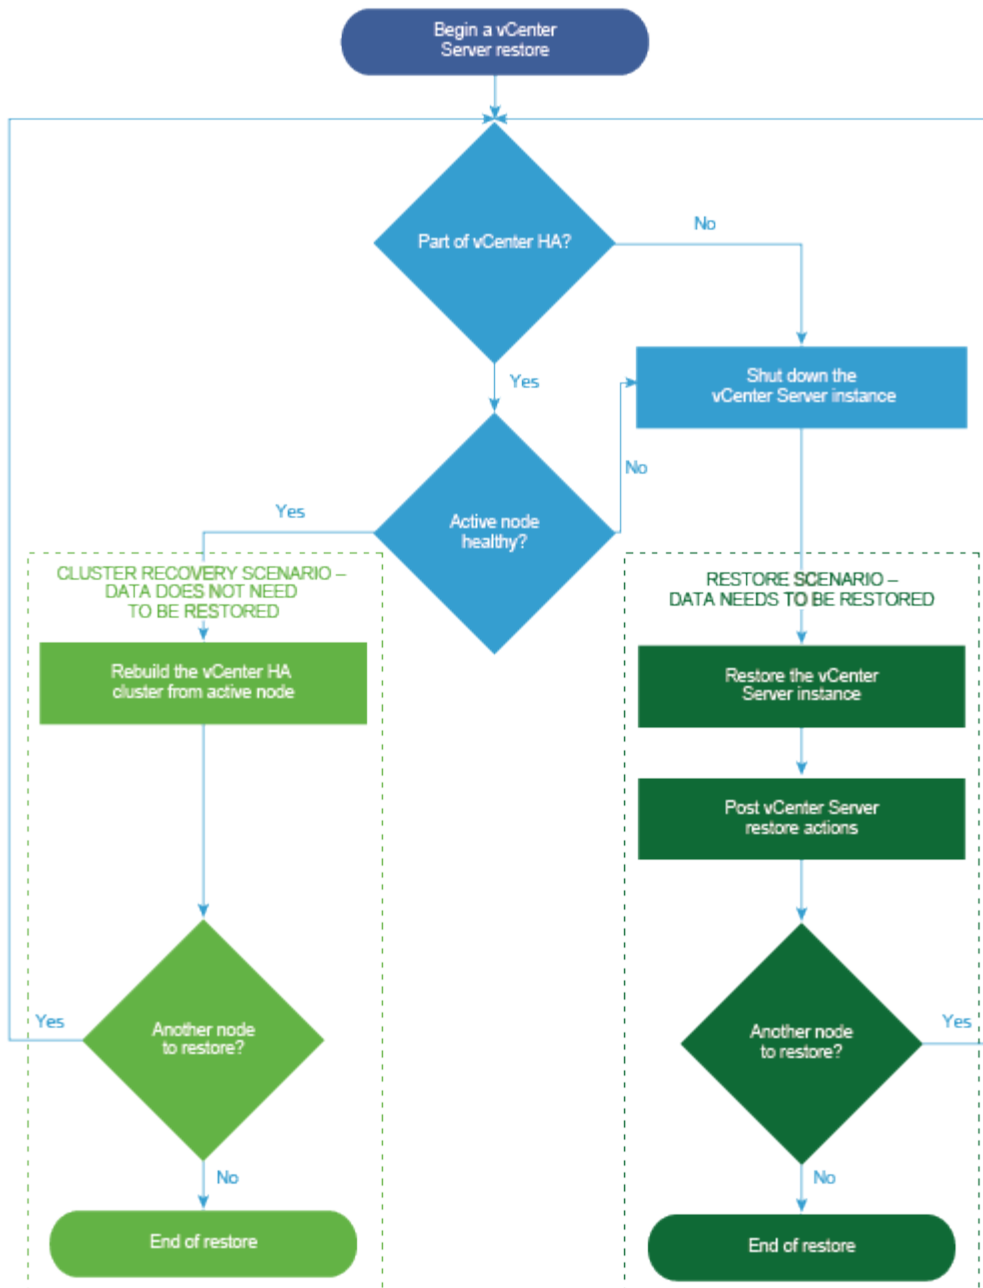 Begin a vCenter
Server restore
Part of vCenter HA?
No
Yes
Shut down the
vCenter Server instance
No
Active node
healthy?
Yes
CLUSTER RECOVERY SCENARIO –
DATA DOES NOT NEED
TO BE RESTORED
Rebuild the vCenter HA
cluster from active node
Another node
to restore?
Yes
No
End of restore
RESTORE SCENARIO –
DATA NEEDS TO BE RESTORED
Restore the vCenter
Server instance
Post vCenter Server
restore actions
Another node
to restore?
Yes
No
End of restore